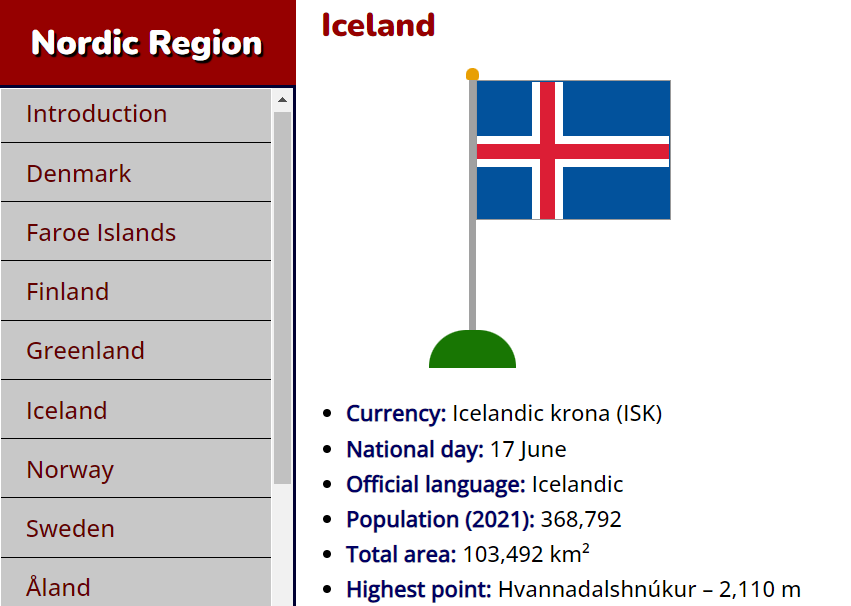 Nordic Region
Introduction
Denmark
Faroe Islands
Finland
Greenland
Iceland
Norway
Sweden
Åland
Iceland
Currency: Icelandic krona (ISK)
National day: 17 June
Official language: Icelandic
Population (2021): 368,792
Total area: 103,492 km²
Highest point: Hvannadalshnúkur – 2,110 m